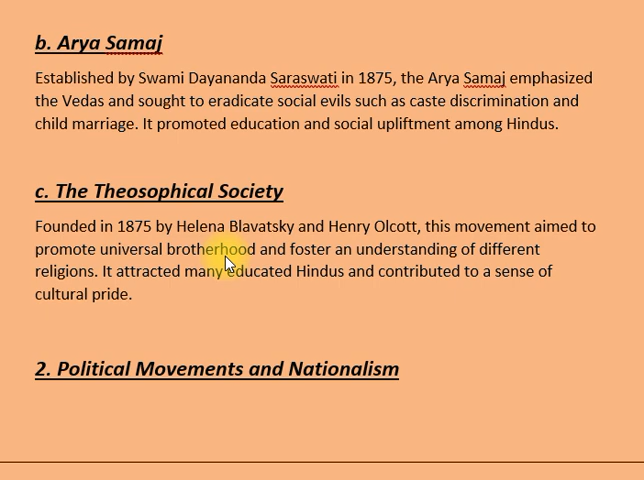 b. Arya Samaj
Established by Swami Dayananda Saraswati in 1875, the Arya Samaj emphasized
the Vedas and sought to eradicate social evils such as caste discrimination and
child marriage. It promoted education and social upliftment among Hindus.
c. The Theosophical Society
Founded in 1875 by Helena Blavatsky and Henry Olcott, this movement aimed to
promote universal brotherhood and foster an understanding of different
religions. It attracted many educated Hindus and contributed to a sense of
cultural pride.
2. Political Movements and Nationalism